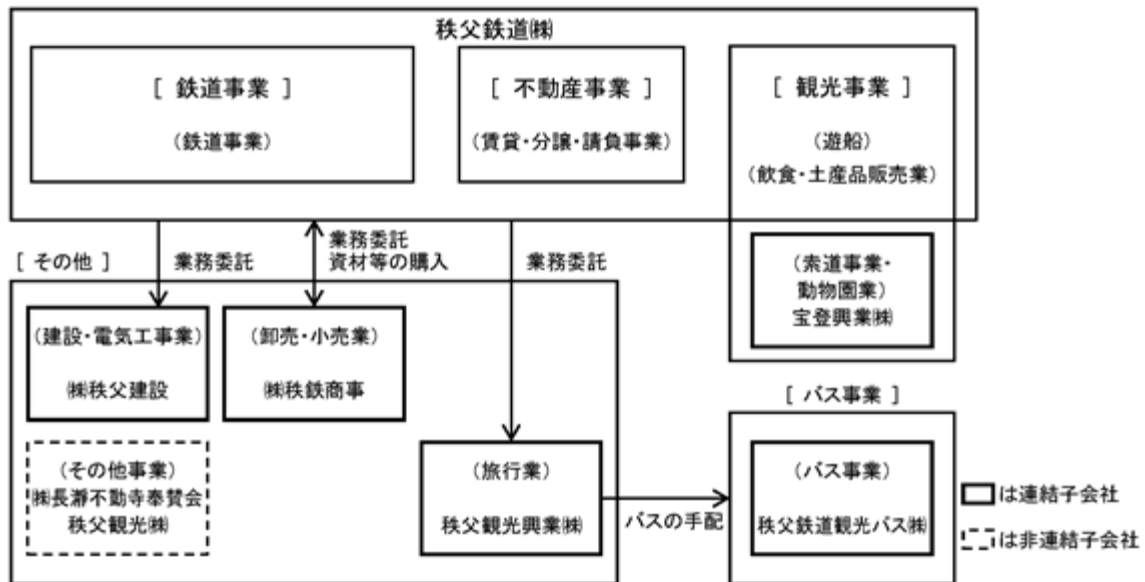 秩父鉄道㈱
[ 鉄道事業 ]
(鉄道事業)
[ 不動産事業 ]
(賃貸・分譲・請負事業)
[ 観光事業 ]
(遊船)
(飲食・土産品販売業)
(索道事業・
動物園業)
宝登興業㈱
[ その他 ]
業務委託
業務委託
資材等の購入
業務委託
(建設・電気工事業)
㈱秩父建設
(卸売・小売業)
㈱秩鉄商事
(その他事業)
㈱長瀞不動寺奉賛会
秩父観光㈱
(旅行業)
秩父観光興業㈱
バスの手配
[ バス事業 ]
(バス事業)
秩父鉄道観光バス㈱
は連結子会社
は非連結子会社